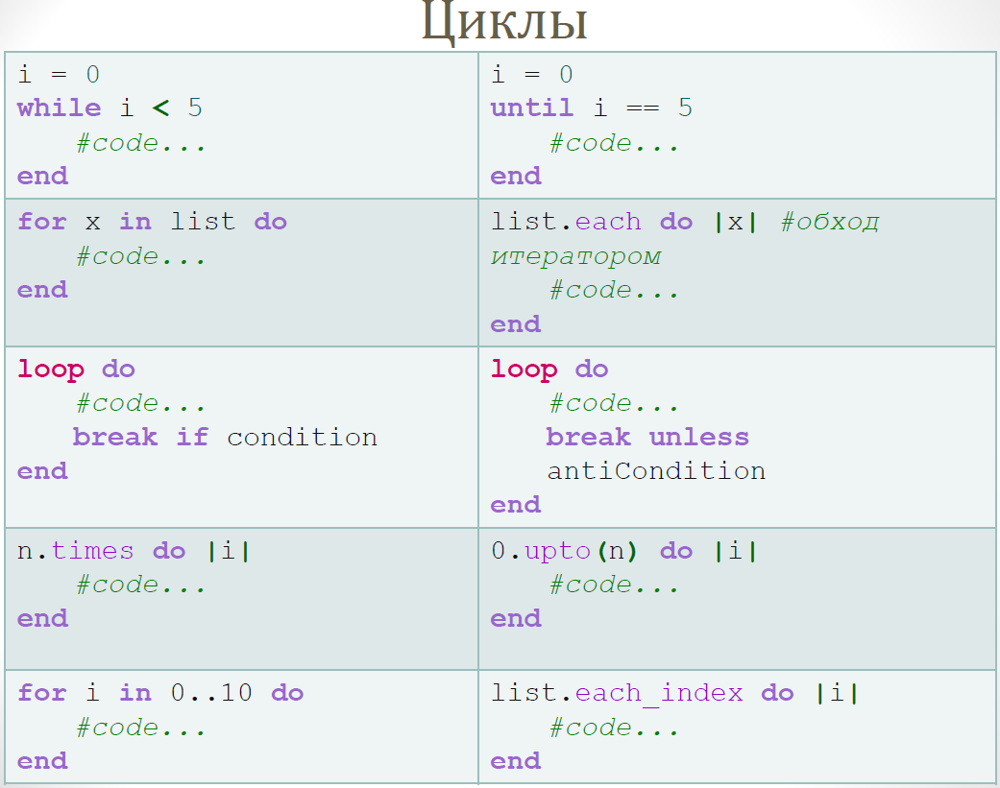 Циклы
i = 0
while i < 5
#code...
end
i = 0
until i == 5
#code...
end
for x in list do
#code...
end
list.each do |x| #обход
итератором
#code...
end
loop do
#code...
break if condition
end
loop do
#code...
break unless
antiCondition
end
n.times do |i|
#code...
end
0.upto(n) do |i|
#code...
end
for i in 0..10 do
#code...
end
list.each_index do |i|
#code...
end